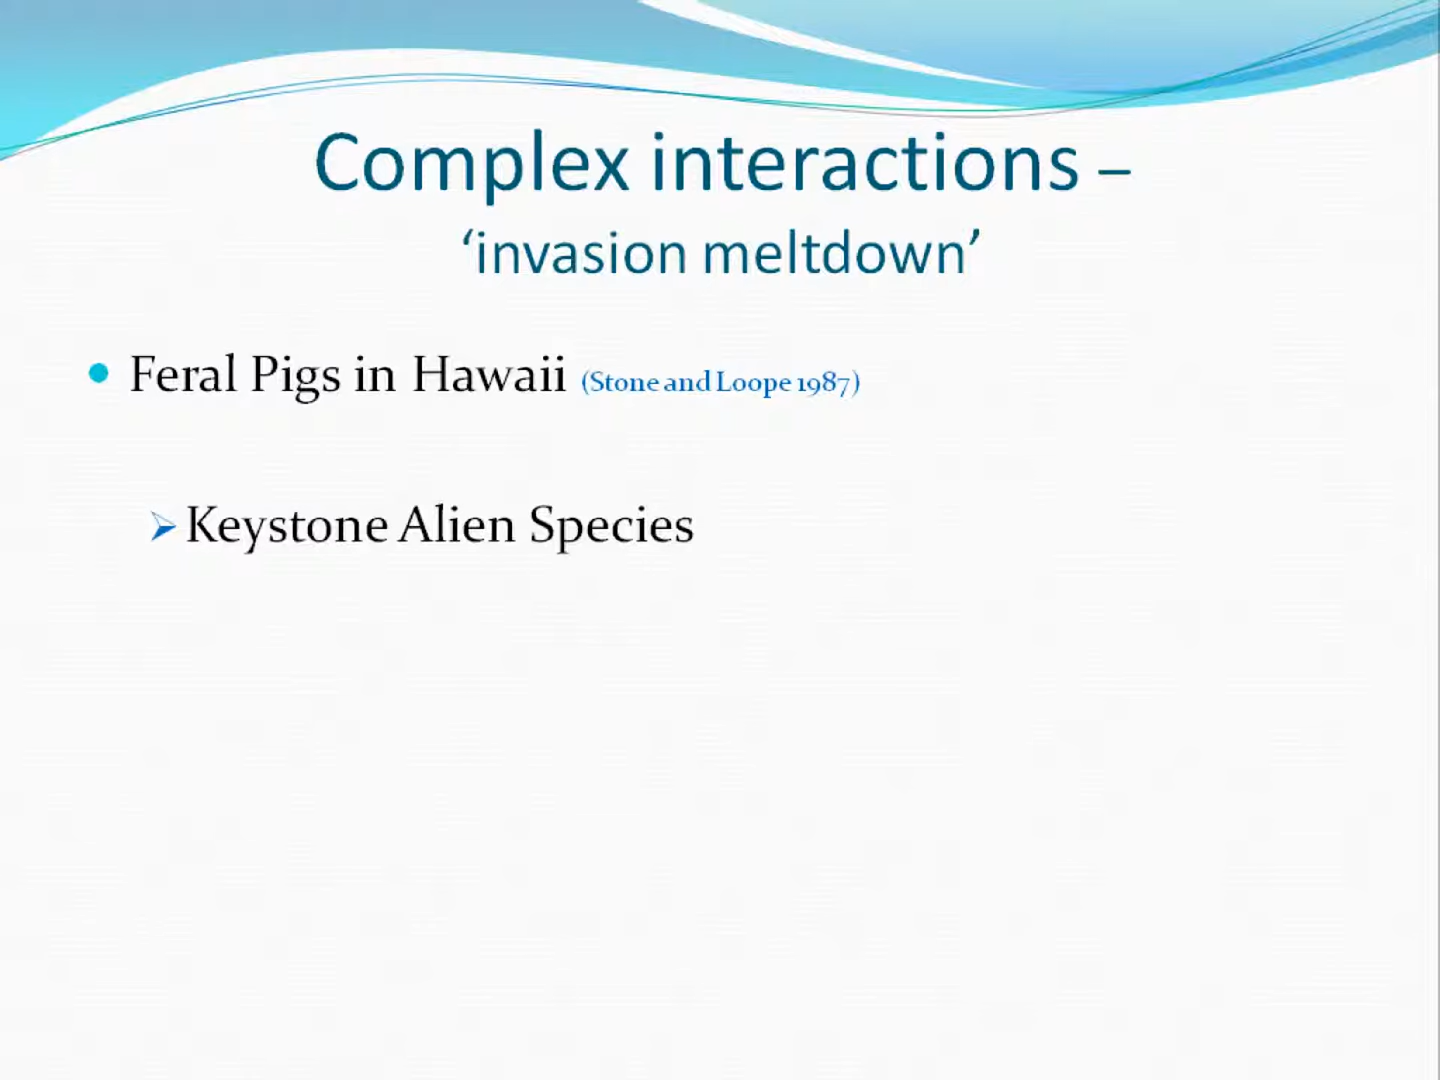 Complex interactions –
‘invasion meltdown’
Feral Pigs in Hawaii (Stone and Loope 1987)
Keystone Alien Species